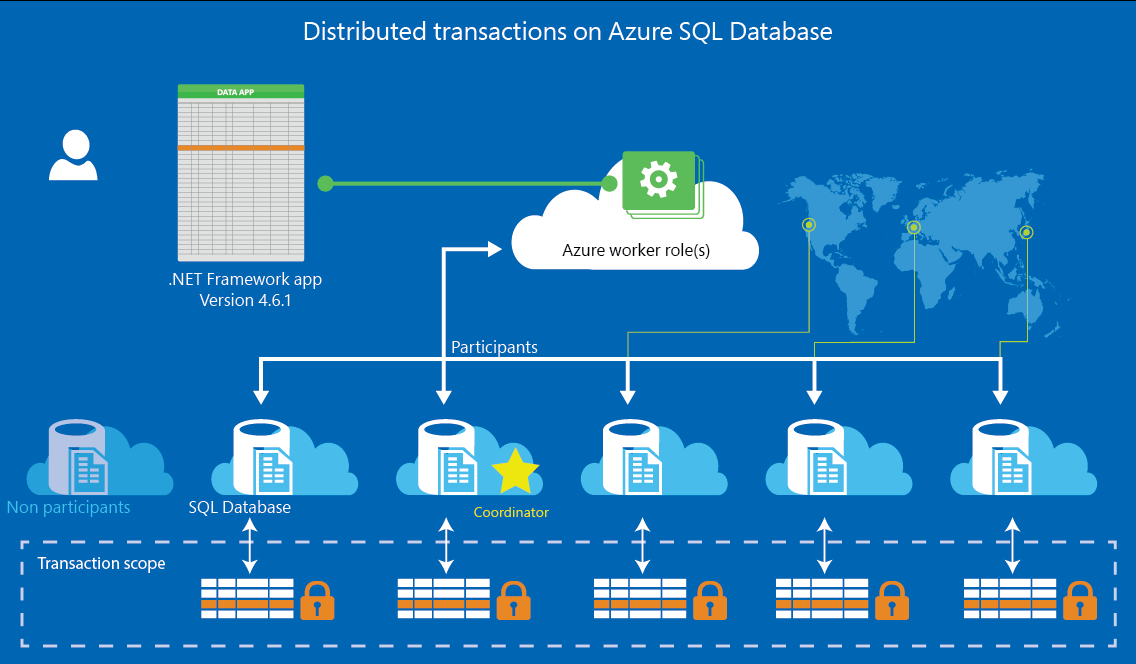 Distributed transactions on Azure SQL Database
DATA APP
.NET Framework app
Version 4.6.1
Azure worker role(s)
Participants
Non participants
SQL Database
Coordinator
Transaction scope